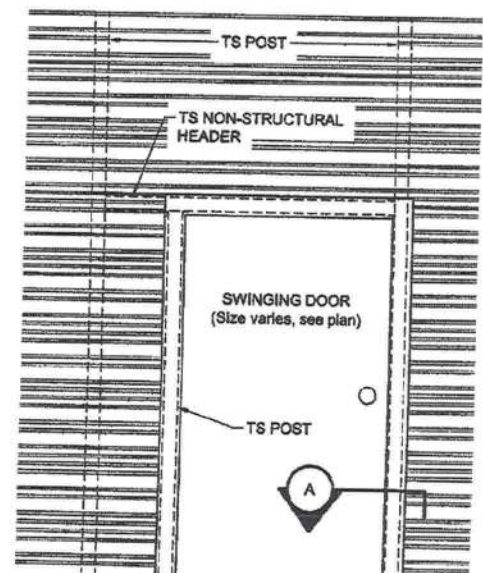 TS POST
TS NON-STRUCTURAL
HEADER
SWINGING DOOR
(Size varies, see plan)
TS POST
A